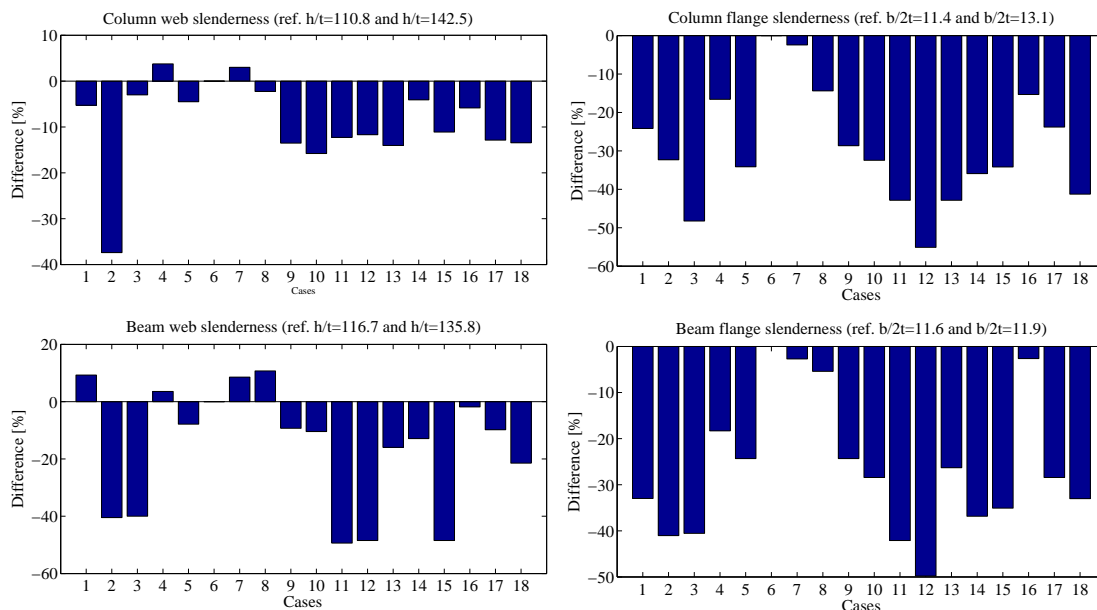 Column web slenderness (ref. h/t=110.8 and h/t=142.5)
10
0
−10
−20
−30
−40
Difference [%]
1 2 3 4 5 6 7 8 9 10 11 12 13 14 15 16 17 18
Cases
Column flange slenderness (ref. b/2t=11.4 and b/2t=13.1)
0
−10
−20
−30
−40
−50
−60
Difference [%]
1 2 3 4 5 6 7 8 9 10 11 12 13 14 15 16 17 18
Cases
Beam web slenderness (ref. h/t=116.7 and h/t=135.8)
20
0
−20
−40
−60
Difference [%]
1 2 3 4 5 6 7 8 9 10 11 12 13 14 15 16 17 18
Cases
Beam flange slenderness (ref. b/2t=11.6 and b/2t=11.9)
0
−10
−20
−30
−40
−50
Difference [%]
1 2 3 4 5 6 7 8 9 10 11 12 13 14 15 16 17 18
Cases